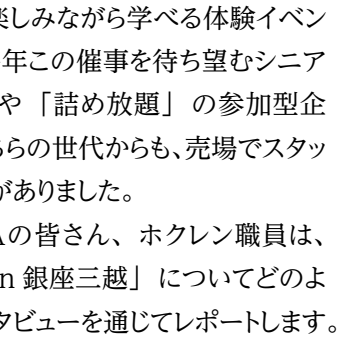 楽しみながら学べる体験イベン
年この催事を待ち望むシニア
や「詰め放題」の参加型企
らの世代からも、売場でスタッ
がありました。
の皆さん、ホクレン職員は、
n 銀座三越」についてどのよ
タビューを通じてレポートします。